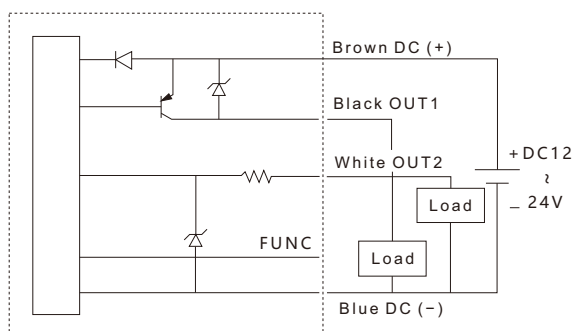 Brown DC (+)
Black OUT1
White OUT2
+DC12
~
_ 24V
Load
FUNC
Load
Blue DC (−)